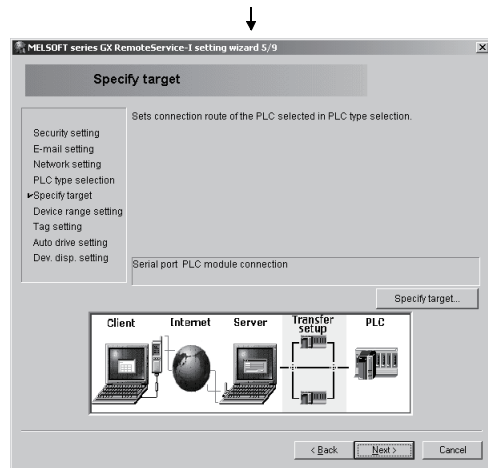 MELSOFT series GX RemoteService-I setting wizard 5/9
Specify target
Sets connection route of the PLC selected in PLC type selection.
Security setting
E-mail setting
Network setting
PLC type selection
Specify target
Device range setting
Tag setting
Auto drive setting
Dev. disp. setting
Serial port PLC module connection
Specify target...
Client Internet Server Transfer setup PLC
< Back Next > Cancel